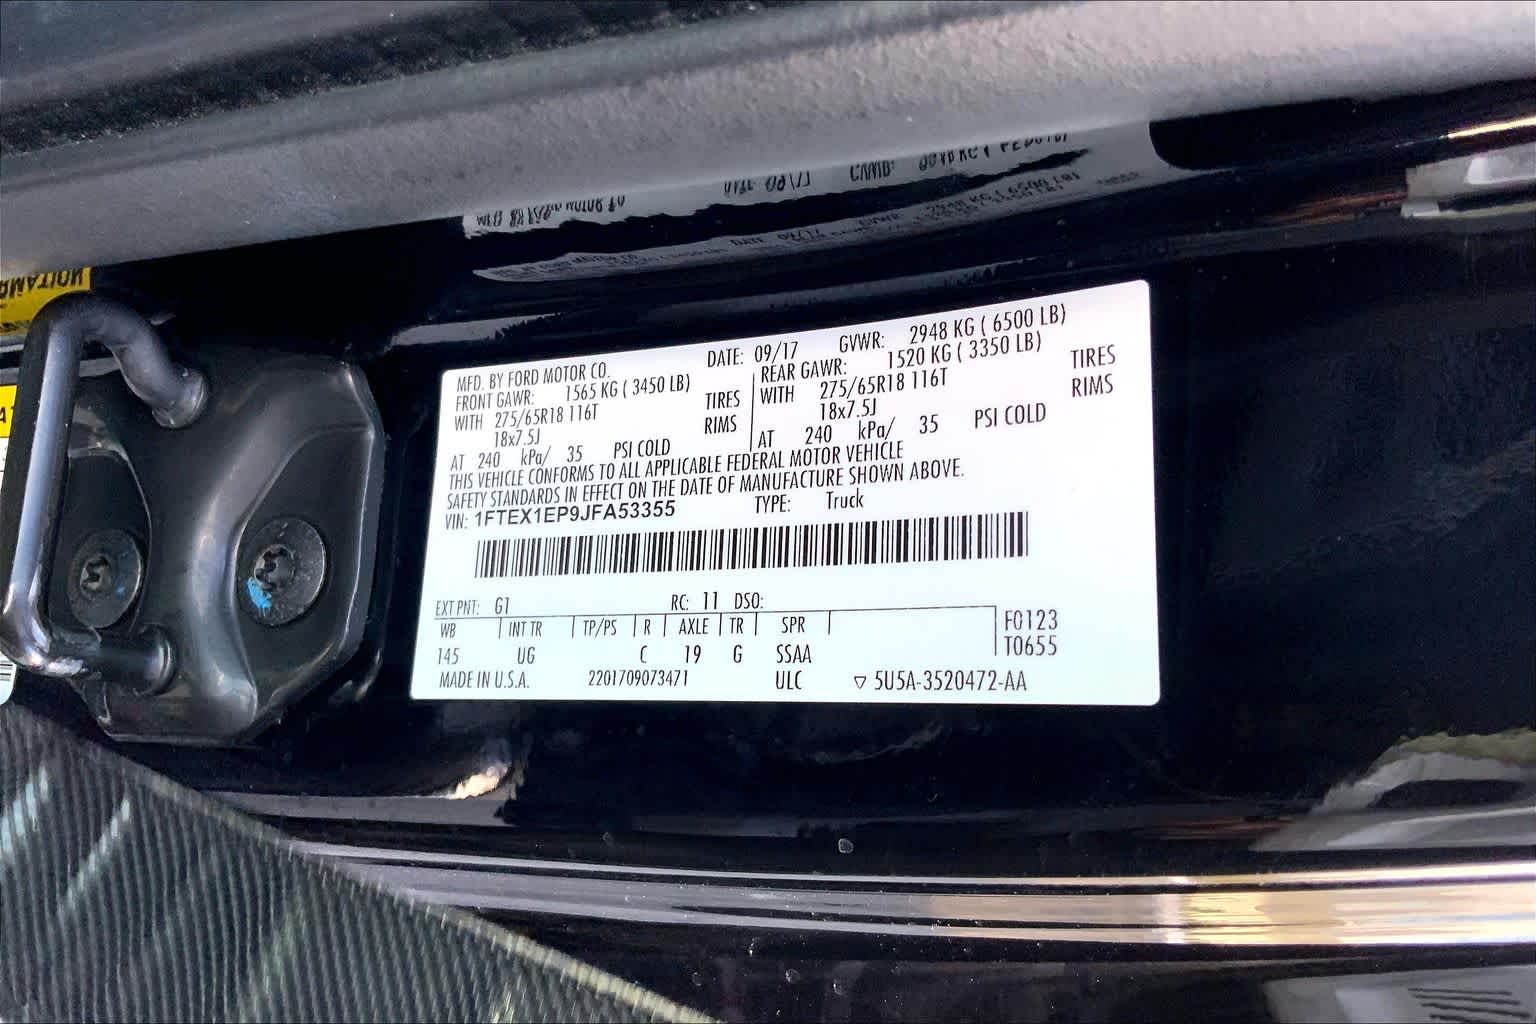 MFD. BY FORD MOTOR CO. DATE: 09/17 GVWR: 2948 KG ( 6500 LB)
FRONT GAWR: 1565 KG ( 3450 LB) REAR GAWR: 1520 KG ( 3350 LB)
WITH 275/65R18 116T TIRES WITH 275/65R18 116T TIRES
18x7.5J RIMS 18x7.5J RIMS
AT 240 kPa/ 35 PSI COLD AT 240 kPa/ 35 PSI COLD
THIS VEHICLE CONFORMS TO ALL APPLICABLE FEDERAL MOTOR VEHICLE
SAFETY STANDARDS IN EFFECT ON THE DATE OF MANUFACTURE SHOWN ABOVE.
VIN: 1FTEX1EP9JFA53355 TYPE: Truck
EXT PNT: G1 RC: 11 DSO:
WB INT TR TP/PS R AXLE TR SPR F0123
145 UG C 19 G SSAA T0655
MADE IN U.S.A. 2201709073471 ULC ▽ 5U5A-3520472-AA